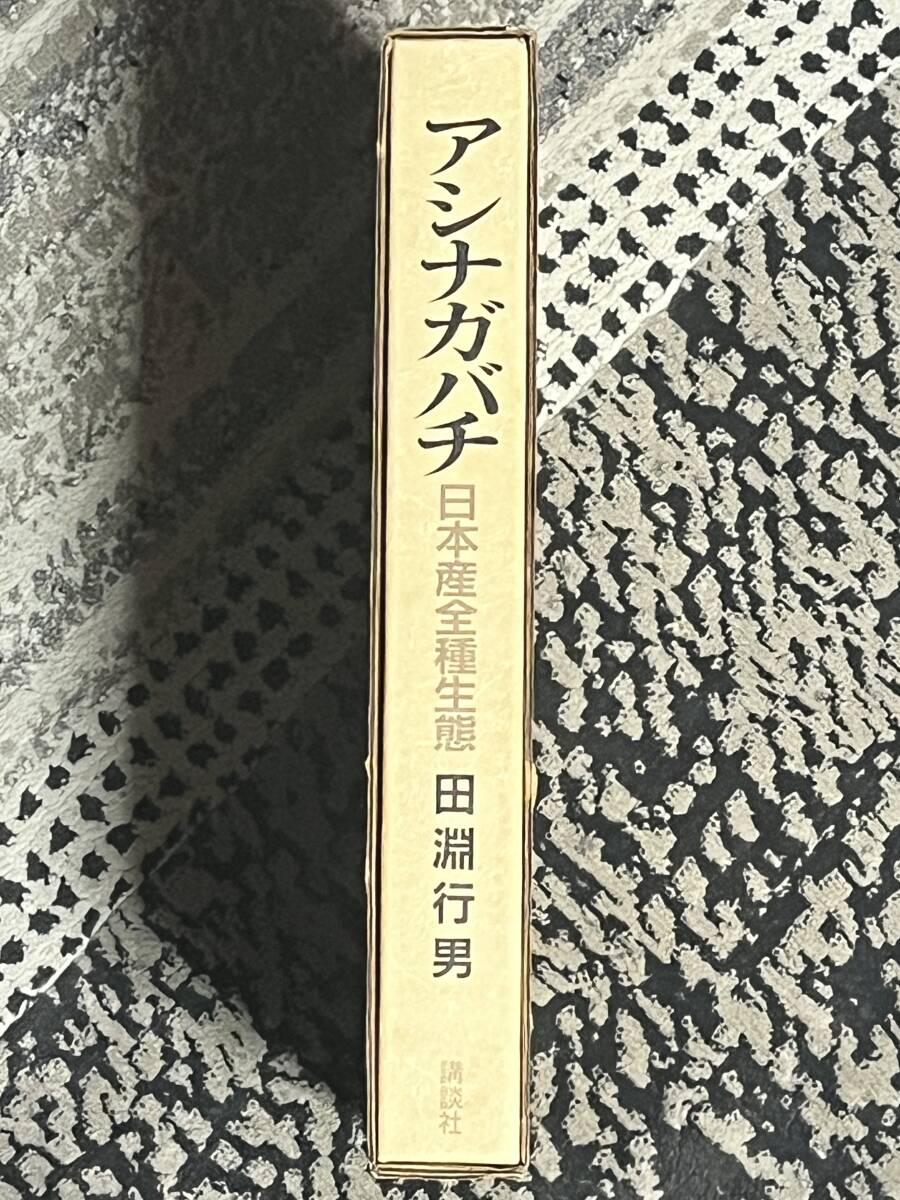 アシナガバチ
日本産全種生態
田淵行男
講談社